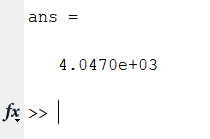 ans =
4.0470e+03
fx >>